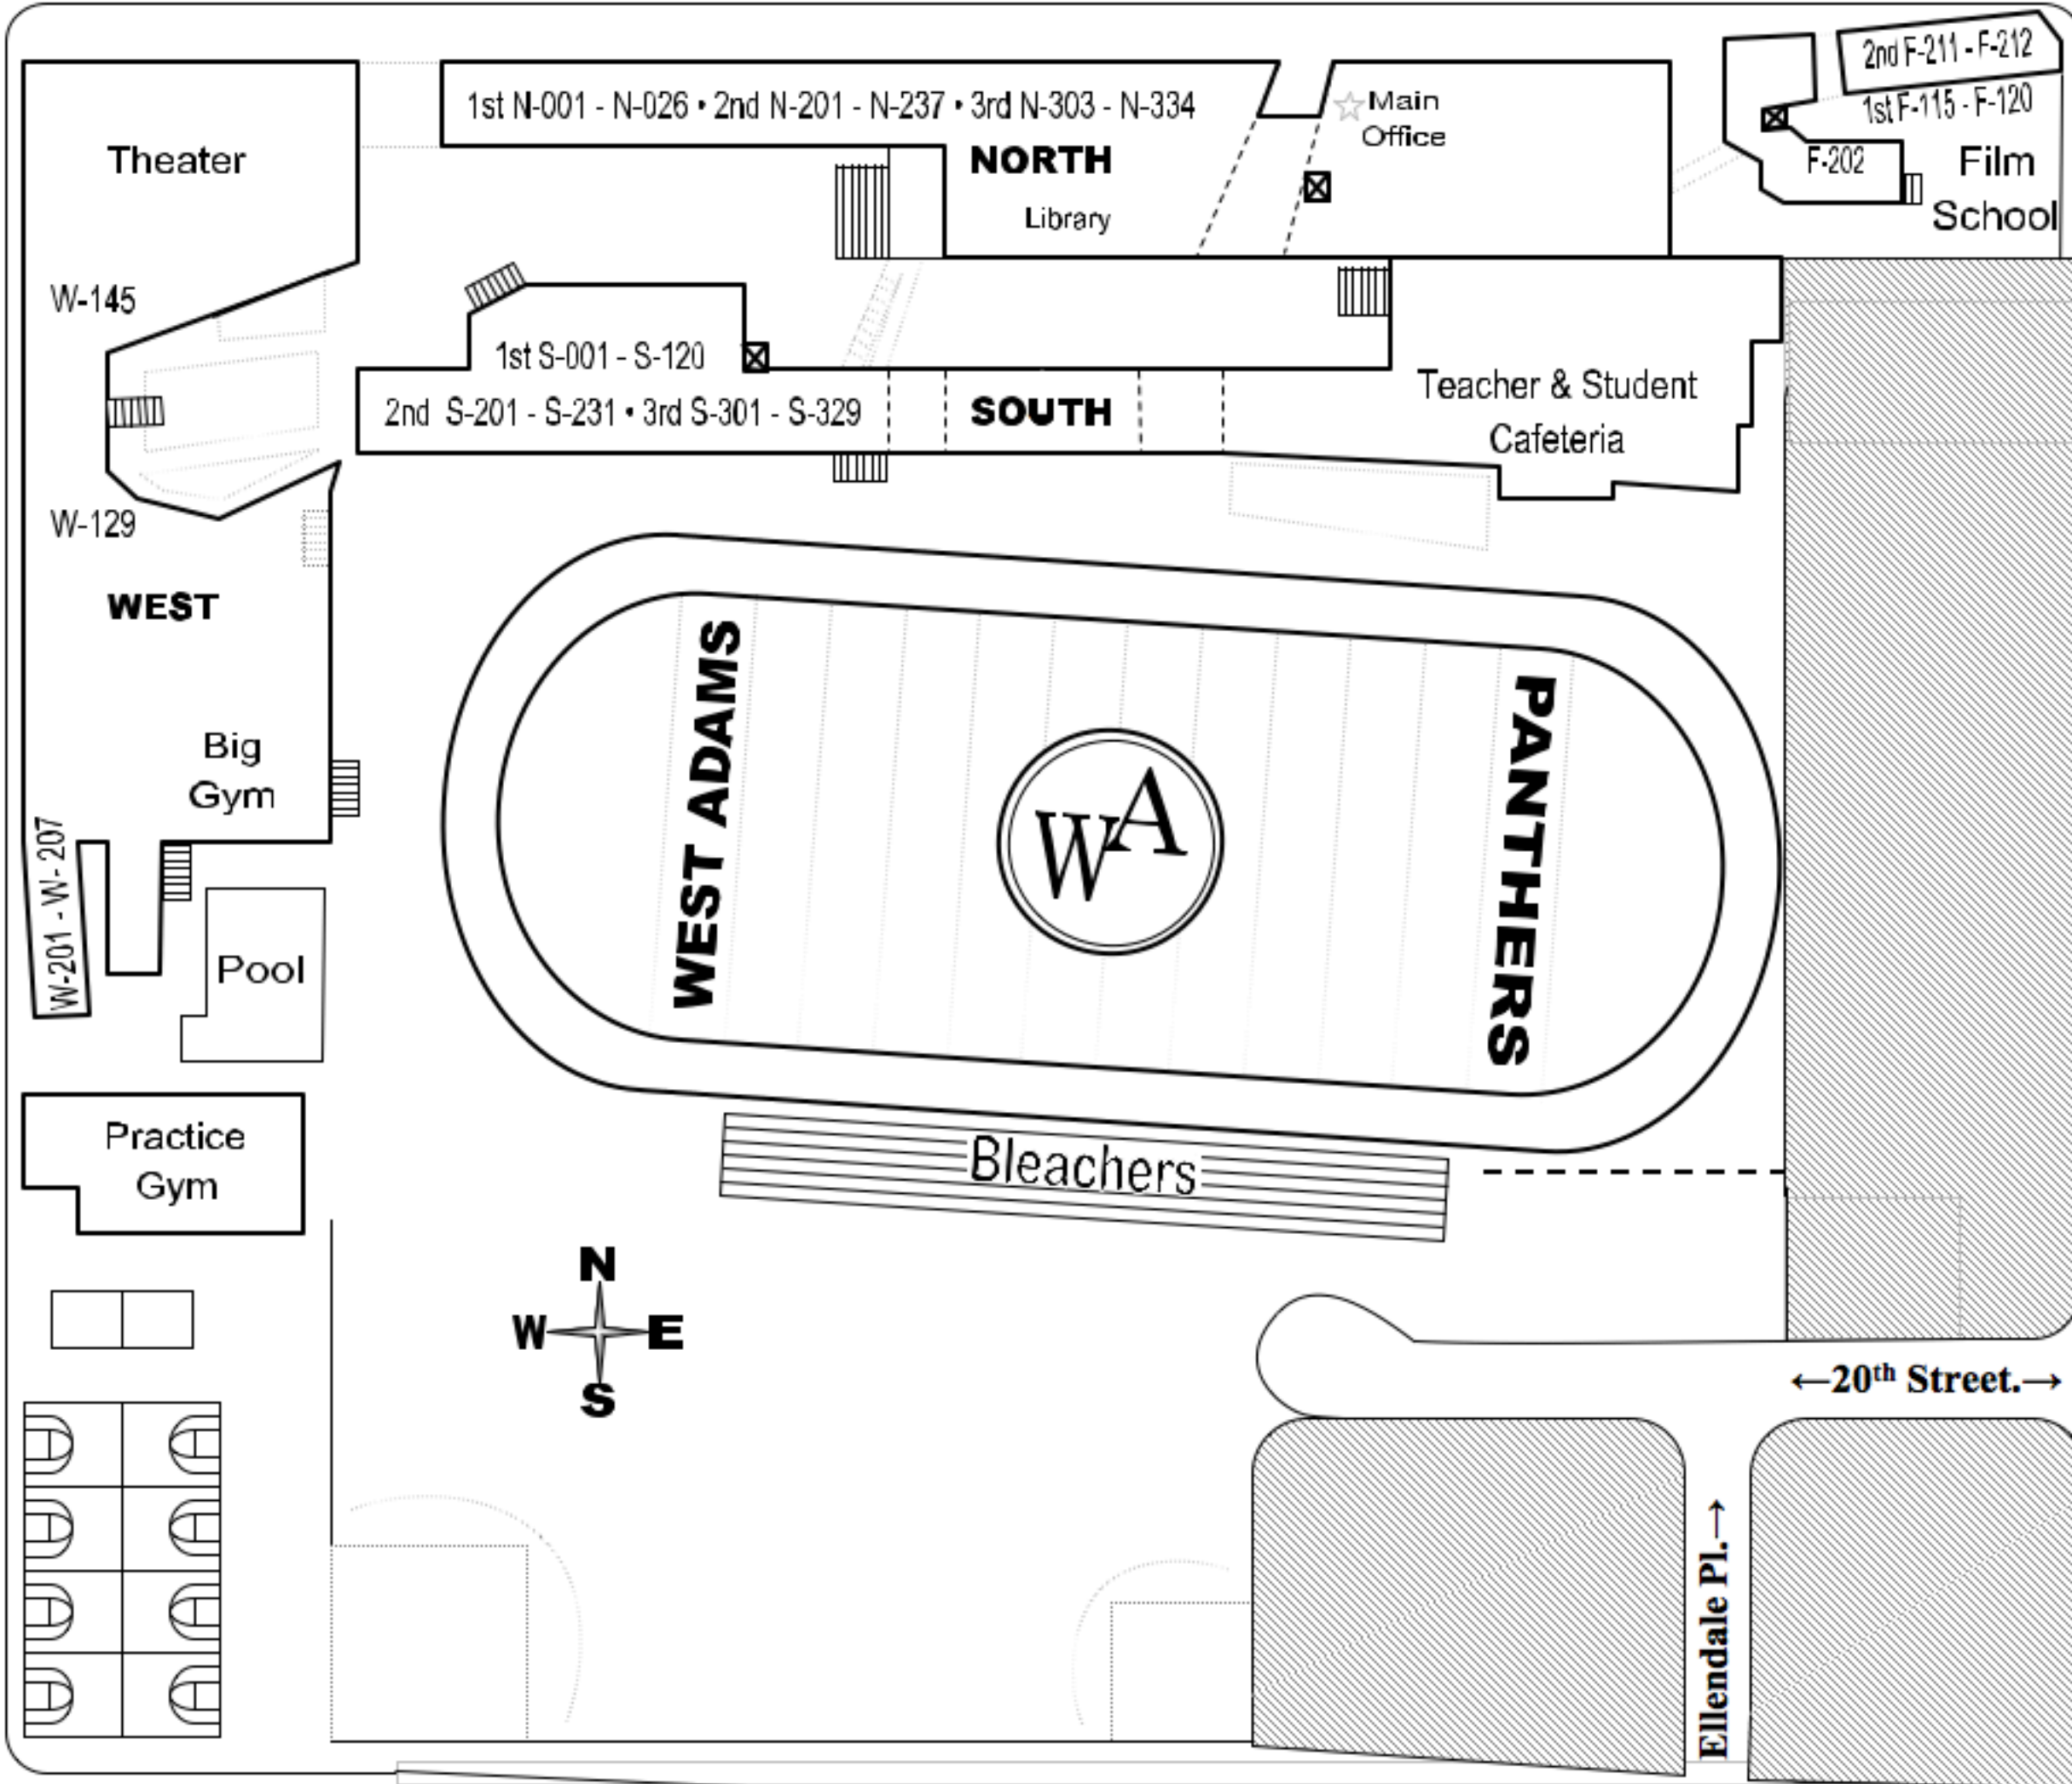 2nd F-211 - F-212
1st N-001 - N-026 • 2nd N-201 - N-237 • 3rd N-303 - N-334
Main
Office
1st F-115 - F-120
Theater
NORTH
F-202
Film
School
Library
W-145
1st S-001 - S-120
Teacher & Student
Cafeteria
2nd S-201 - S-231 • 3rd S-301 - S-329
SOUTH
W-129
WEST
Big
Gym
WEST ADAMS
WA
PANTHERS
W-201 - W- 207
Pool
Practice
Gym
Bleachers
N
W E
S
←20th Street.→
Ellendale Pl.→